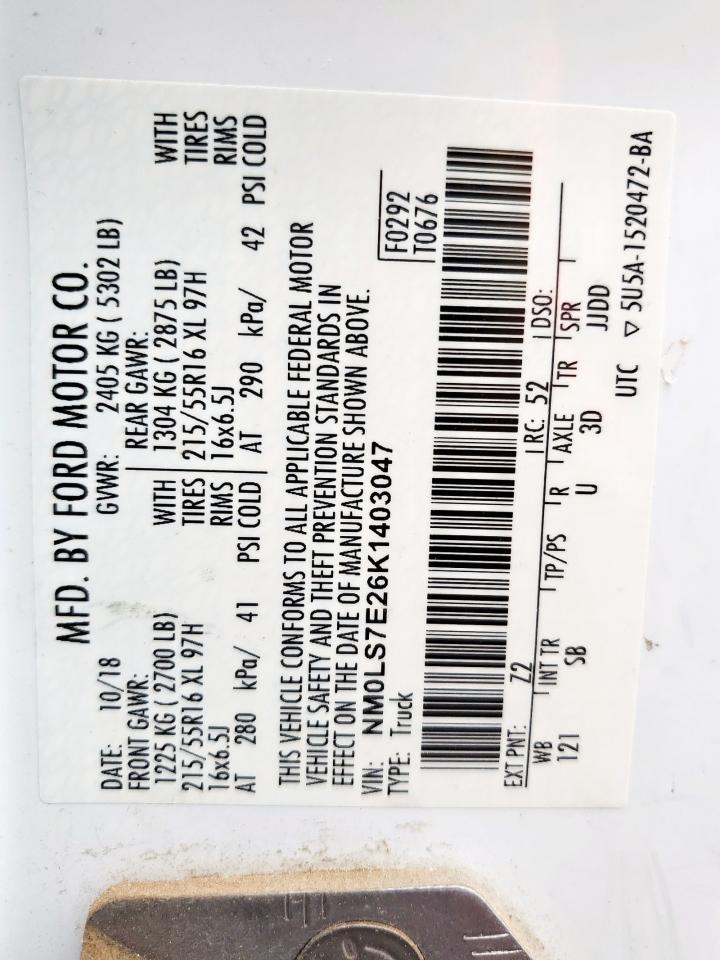 MFD. BY FORD MOTOR CO.
DATE: 10/18 GVWR: 2405 KG ( 5302 LB)
FRONT GAWR: REAR GAWR:
1225 KG ( 2700 LB) WITH 1304 KG ( 2875 LB) WITH
215/55R16 XL 97H TIRES 215/55R16 XL 97H TIRES
16x6.5J RIMS 16x6.5J RIMS
AT 280 kPa/ 41 PSI COLD AT 290 kPa/ 42 PSI COLD
THIS VEHICLE CONFORMS TO ALL APPLICABLE FEDERAL MOTOR
VEHICLE SAFETY AND THEFT PREVENTION STANDARDS IN
EFFECT ON THE DATE OF MANUFACTURE SHOWN ABOVE.
VIN: NM0LS7E26K1403047 F0292
TYPE: Truck T0676
EXT PNT: Z2 RC: 52 DSO:
WB INT TR TP/PS R AXLE TR SPR
121 SB U 3D JJDD
UTC ▽ 5U5A-1520472-BA